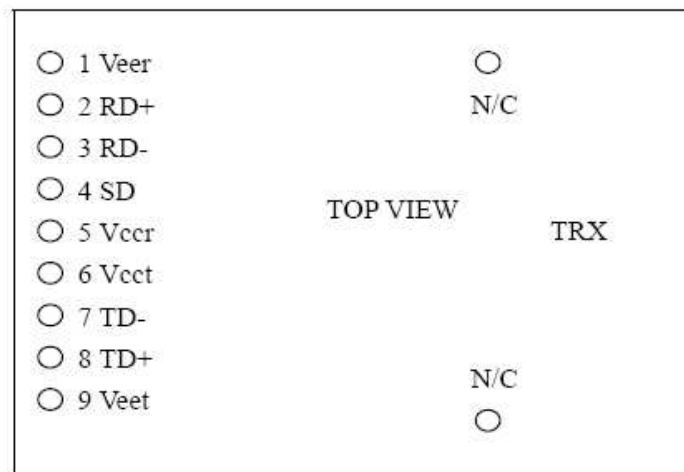 1 Veer
2 RD+
N/C
3 RD-
4 SD
TOP VIEW
5 Vccr
TRX
6 Vcct
7 TD-
8 TD+
N/C
9 Veet